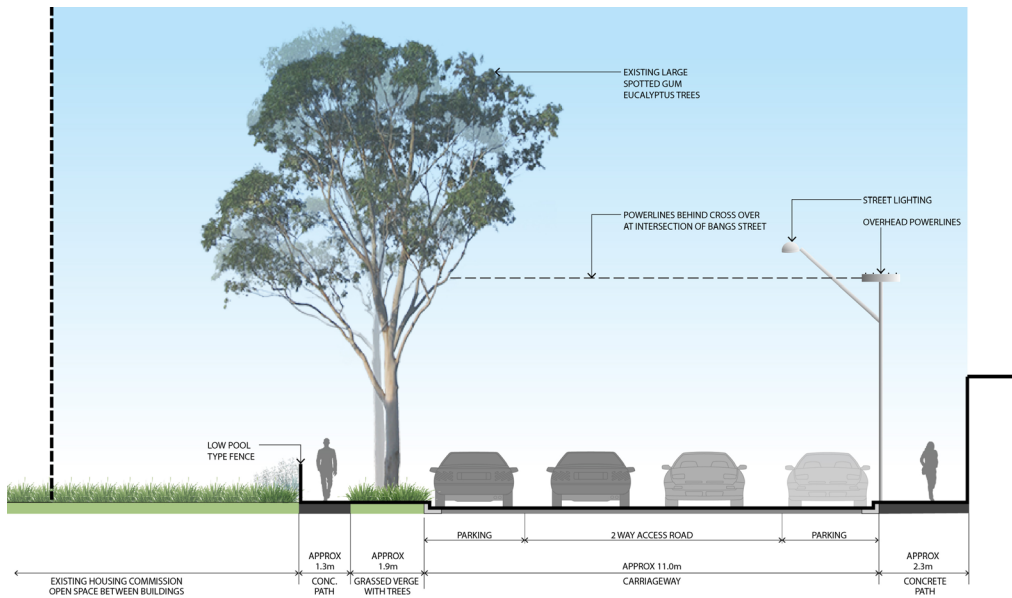 EXISTING LARGE
SPOTTED GUM
EUCALYPTUS TREES
STREET LIGHTING
POWERLINES BEHIND CROSS OVER
AT INTERSECTION OF BANGS STREET
OVERHEAD POWERLINES
LOW POOL
TYPE FENCE
PARKING
2 WAY ACCESS ROAD
PARKING
APPROX
1.3m
APPROX
1.9m
APPROX 11.0m
APPROX
2.3m
EXISTING HOUSING COMMISSION
OPEN SPACE BETWEEN BUILDINGS
CONC.
PATH
GRASSED VERGE
WITH TREES
CARRIAGEWAY
CONCRETE
PATH